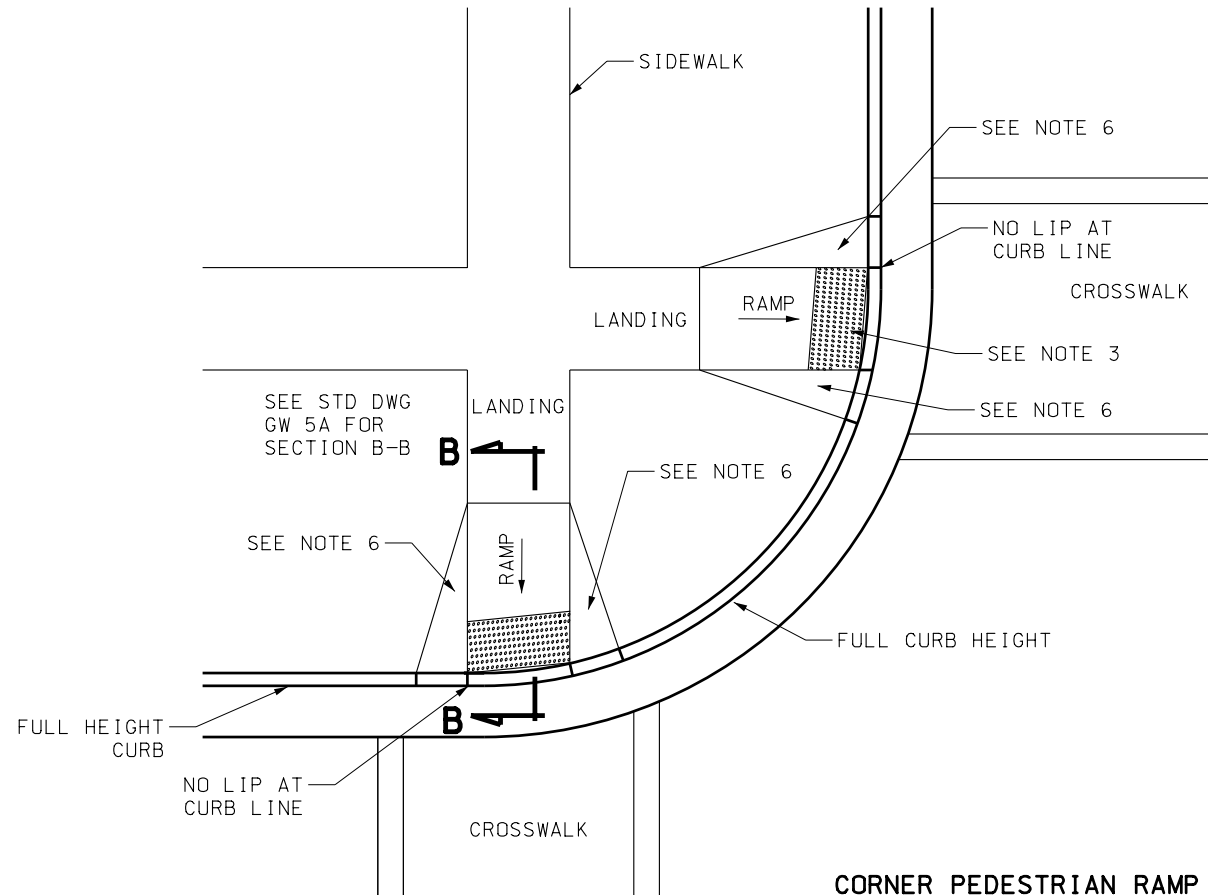 SIDEWALK
SEE NOTE 6
NO LIP AT
CURB LINE
CROSSWALK
RAMP
LANDING
SEE NOTE 3
SEE NOTE 6
SEE STD DWG
GW 5A FOR
SECTION B-B
LANDING
B
SEE NOTE 6
SEE NOTE 6
RAMP
FULL CURB HEIGHT
B
FULL HEIGHT
CURB
NO LIP AT
CURB LINE
CROSSWALK
CORNER PEDESTRIAN RAMP